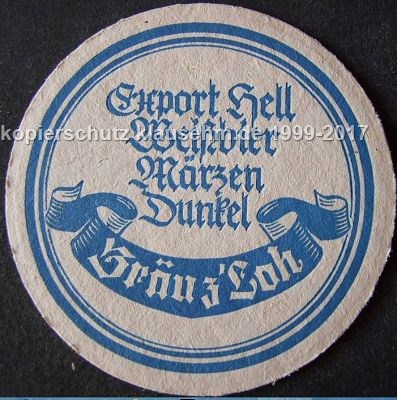 Export Hell
Weißbier
Märzen
Dunkel
Bräu z'Loh
kopierschutz klausehm.de 1999-2017